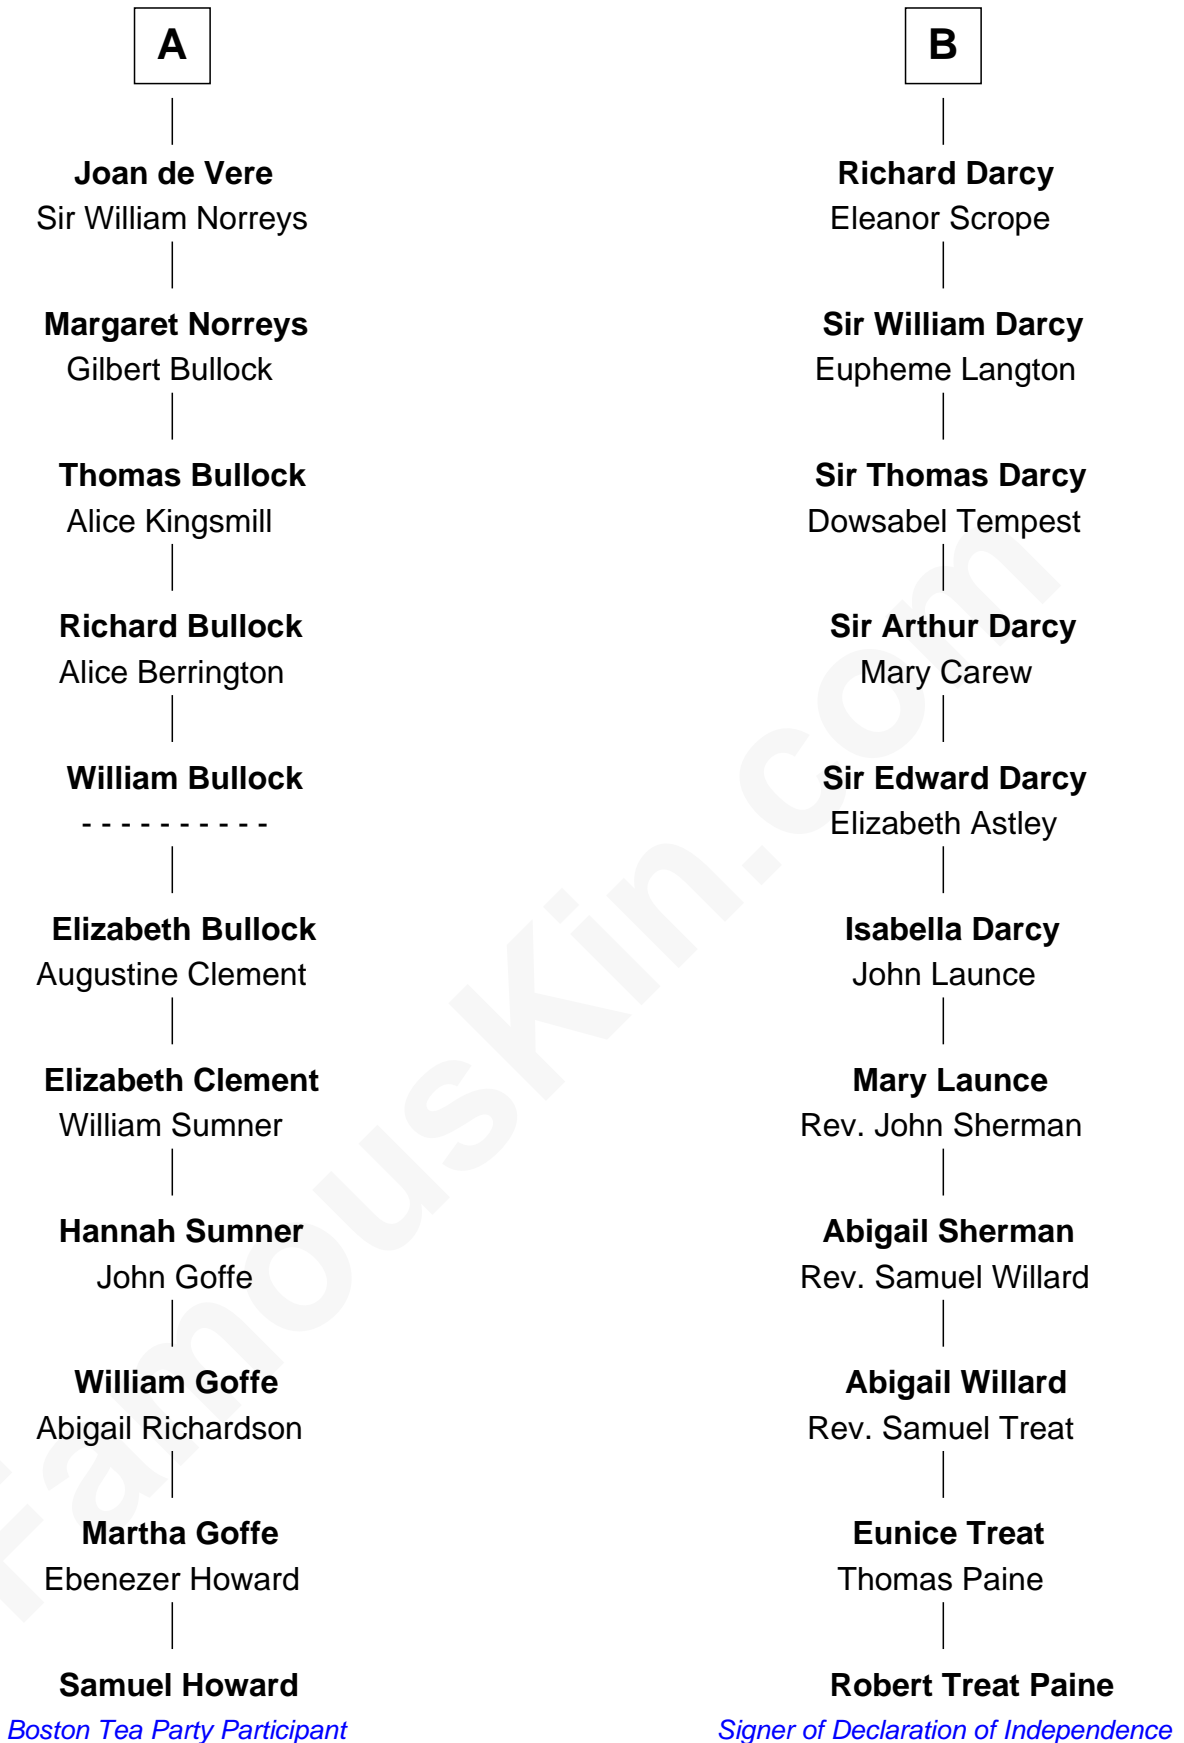 A
Joan de Vere
Sir William Norreys
Margaret Norreys
Gilbert Bullock
Thomas Bullock
Alice Kingsmill
Richard Bullock
Alice Berrington
William Bullock
- - - - - - - - - -
Elizabeth Bullock
Augustine Clement
Elizabeth Clement
William Sumner
Hannah Sumner
John Goffe
William Goffe
Abigail Richardson
Martha Goffe
Ebenezer Howard
Samuel Howard
Boston Tea Party Participant
B
Richard Darcy
Eleanor Scrope
Sir William Darcy
Eupheme Langton
Sir Thomas Darcy
Dowsabel Tempest
Sir Arthur Darcy
Mary Carew
Sir Edward Darcy
Elizabeth Astley
Isabella Darcy
John Launce
Mary Launce
Rev. John Sherman
Abigail Sherman
Rev. Samuel Willard
Abigail Willard
Rev. Samuel Treat
Eunice Treat
Thomas Paine
Robert Treat Paine
Signer of Declaration of Independence
FamousKin.com